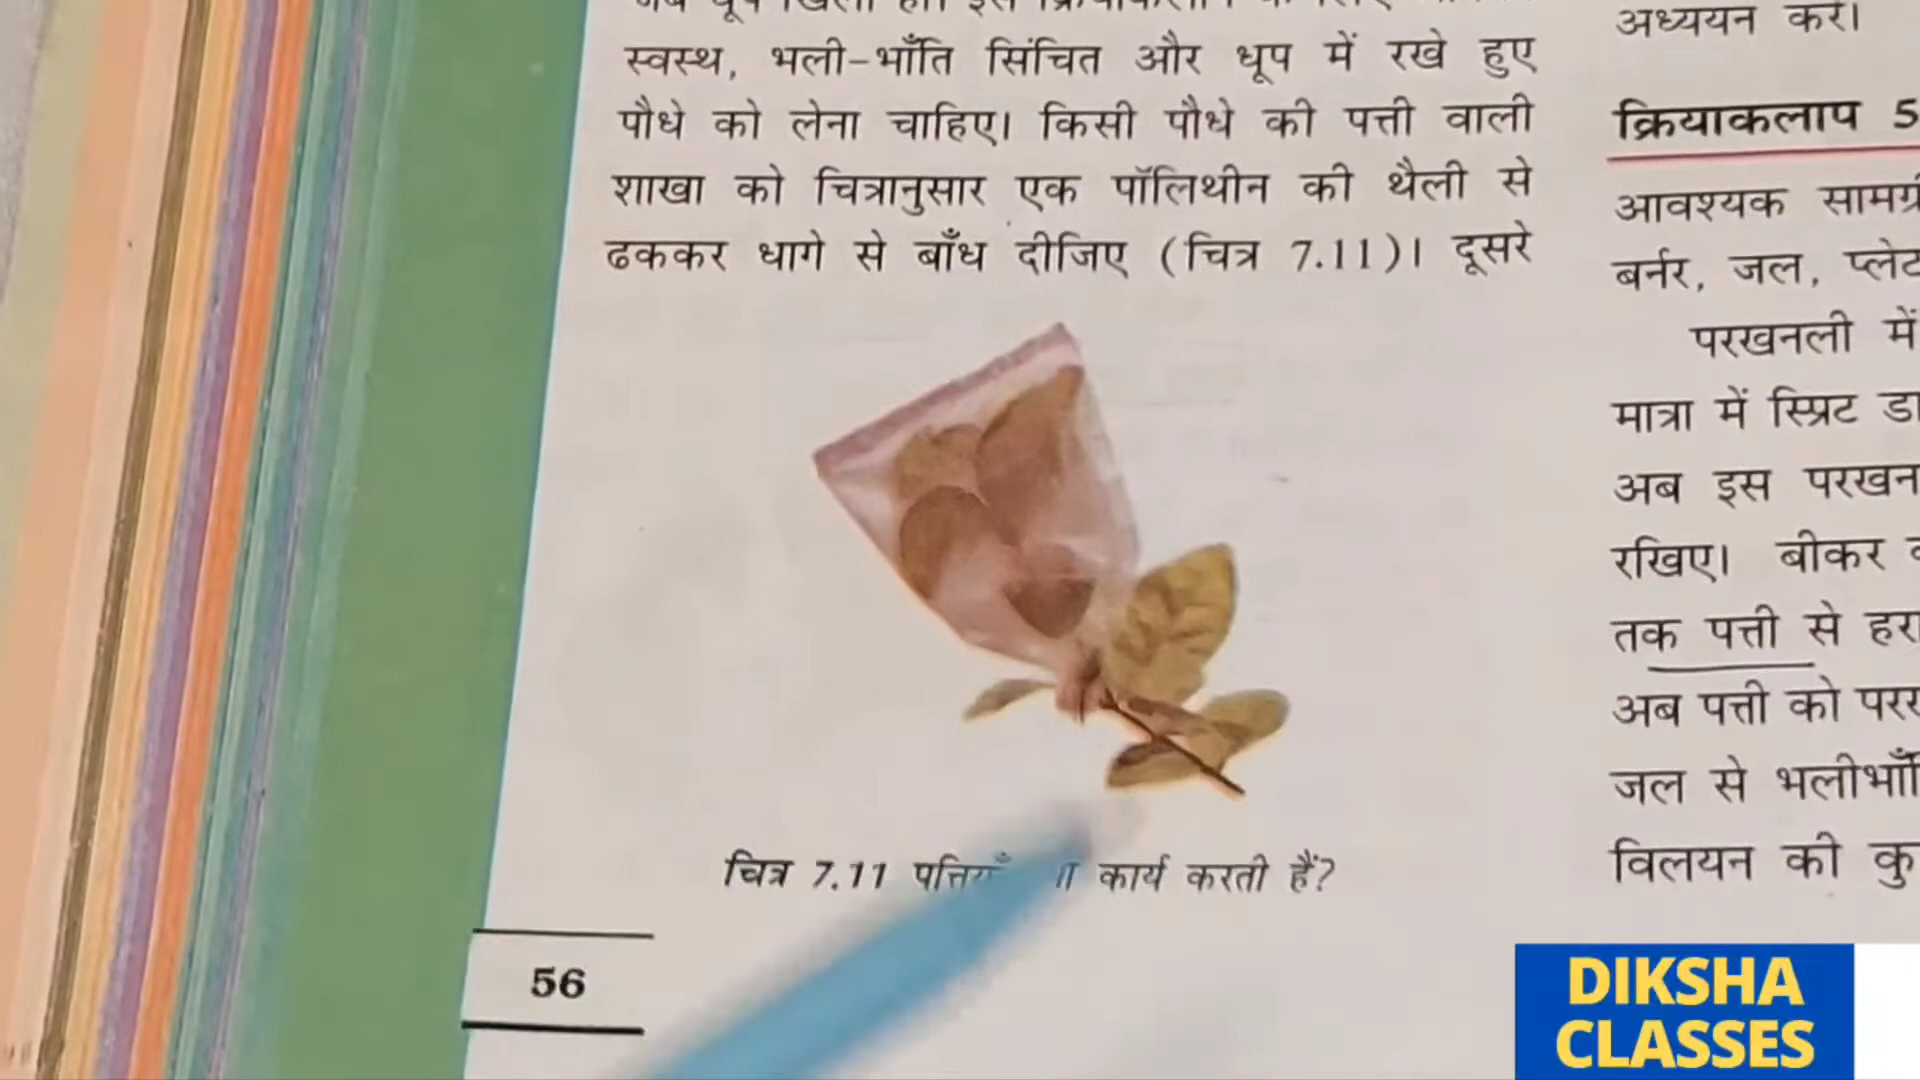 स्वस्थ, भली-भाँति सिंचित और धूप में रखे हुए
पौधे को लेना चाहिए। किसी पौधे की पत्ती वाली
शाखा को चित्रानुसार एक पॉलिथीन की थैली से
ढककर धागे से बाँध दीजिए (चित्र 7.11)। दूसरे
चित्र 7.11 कार्य करती हैं?
56
अध्ययन करें।
क्रियाकलाप 5
आवश्यक
बर्नर, जल,
परखनली में
मात्रा में स्प्रिट
अब इस
रखिए। बीकर
तक पत्ती से
अब पत्ती को
जल से
विलयन की
DIKSHA
CLASSES